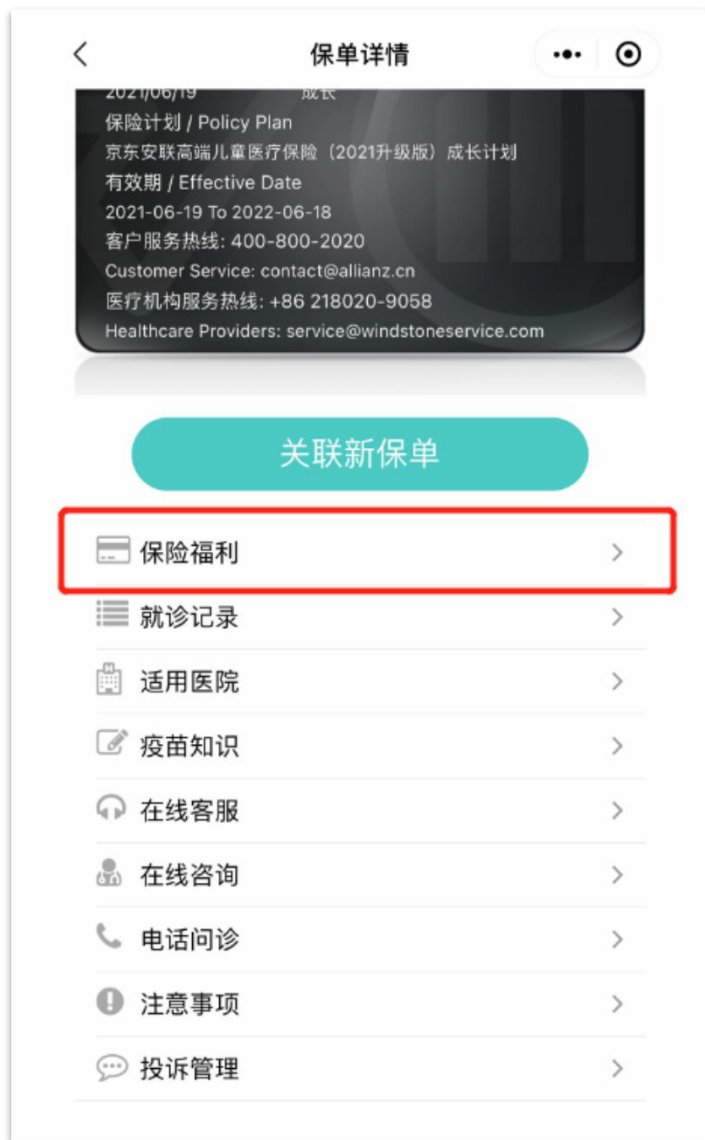 保单详情
2021/06/19 成长
保险计划 / Policy Plan
京东安联高端儿童医疗保险（2021升级版）成长计划
有效期 / Effective Date
2021-06-19 To 2022-06-18
客户服务热线: 400-800-2020
Customer Service: contact@allianz.cn
医疗机构服务热线: +86 218020-9058
Healthcare Providers: service@windstoneservice.com
关联新保单
保险福利
就诊记录
适用医院
疫苗知识
在线客服
在线咨询
电话问诊
注意事项
投诉管理